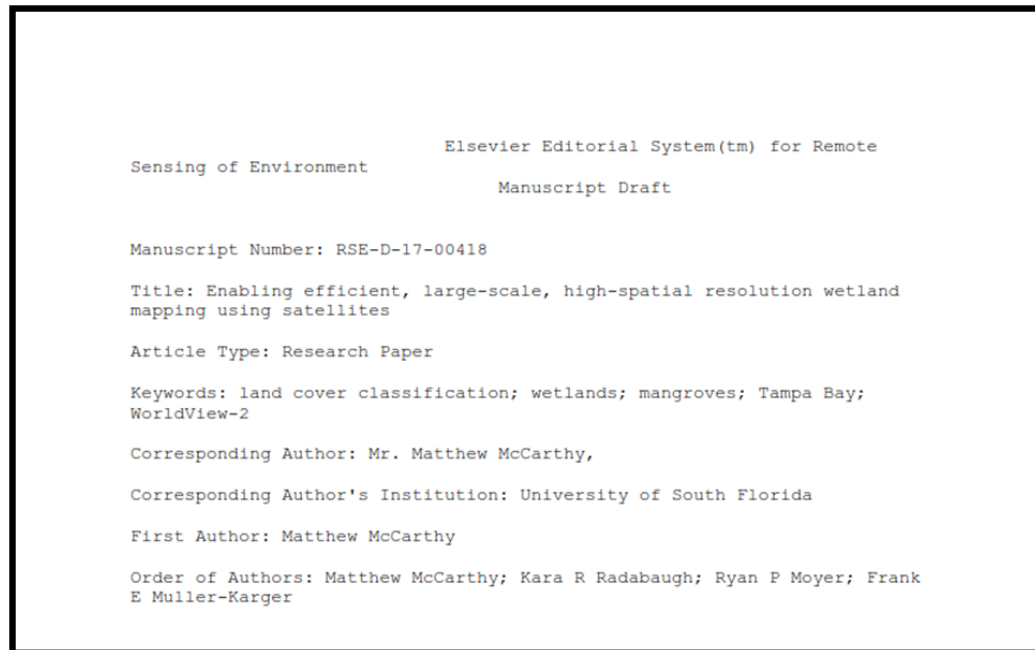 Elsevier Editorial System(tm) for Remote
Sensing of Environment
Manuscript Draft
Manuscript Number: RSE-D-17-00418
Title: Enabling efficient, large-scale, high-spatial resolution wetland
mapping using satellites
Article Type: Research Paper
Keywords: land cover classification; wetlands; mangroves; Tampa Bay;
WorldView-2
Corresponding Author: Mr. Matthew McCarthy,
Corresponding Author's Institution: University of South Florida
First Author: Matthew McCarthy
Order of Authors: Matthew McCarthy; Kara R Radabaugh; Ryan P Moyer; Frank
E Muller-Karger